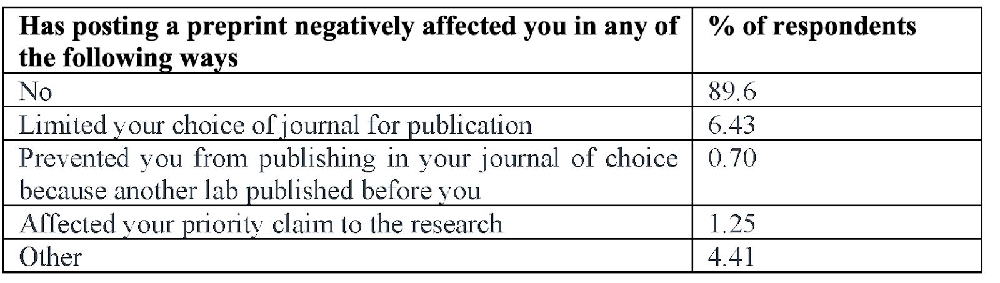 Has posting a preprint negatively affected you in any of % of respondents
the following ways
No 89.6
Limited your choice of journal for publication 6.43
Prevented you from publishing in your journal of choice 0.70
because another lab published before you
Affected your priority claim to the research 1.25
Other 4.41